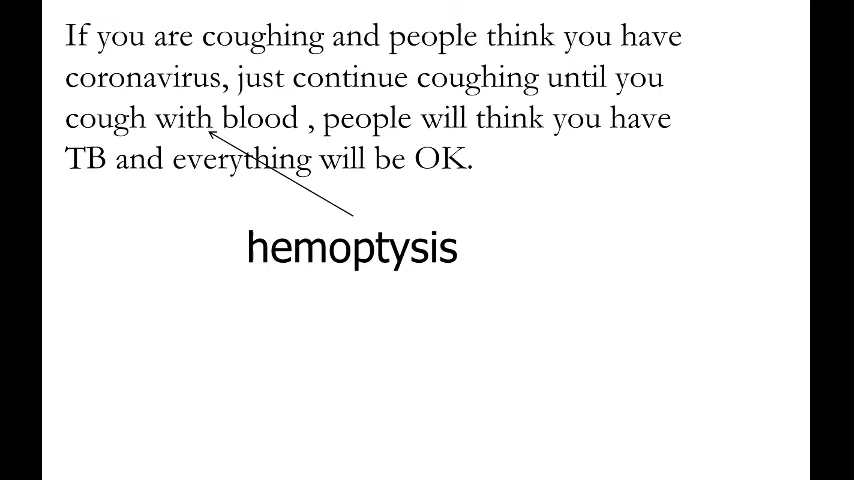 If you are coughing and people think you have
coronavirus, just continue coughing until you
cough with blood , people will think you have
TB and everything will be OK.
hemoptysis